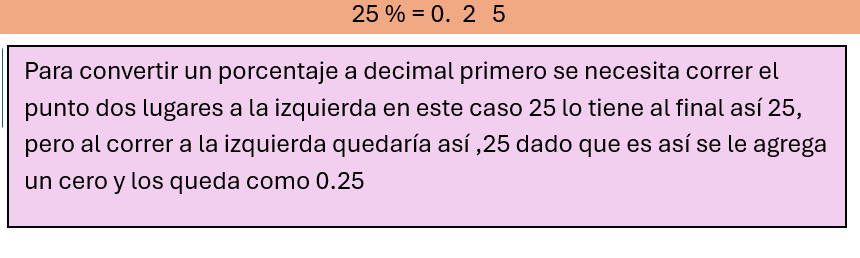 25 % = 0. 2 5
Para convertir un porcentaje a decimal primero se necesita correr el
punto dos lugares a la izquierda en este caso 25 lo tiene al final así 25,
pero al correr a la izquierda quedaría así ,25 dado que es así se le agrega
un cero y los queda como 0.25